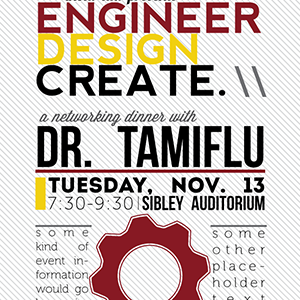 ENGINEER
DESIGN
CREATE. \\
a networking dinner with
DR. TAMIFLU
TUESDAY, NOV. 13
7:30-9:30 | SIBLEY AUDITORIUM
some
kind of
event in-
formation
would go
some
other
place-
holder
text